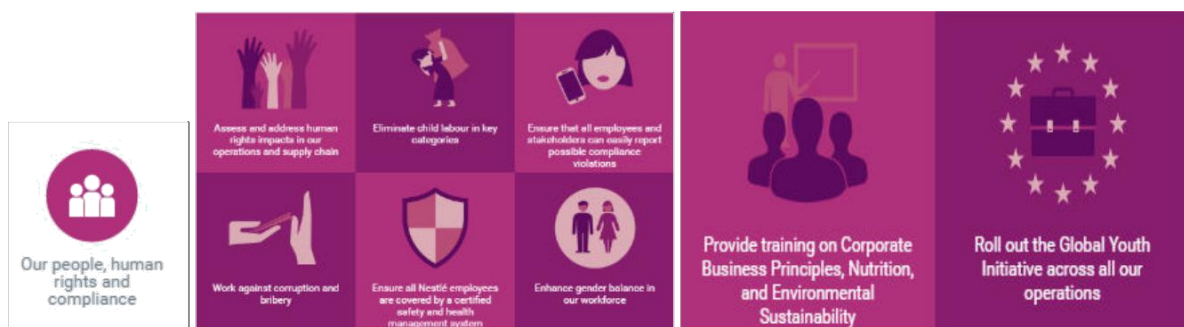 Our people, human
rights and
compliance
Assess and address human
rights impacts in our
operations and supply chain
Eliminate child labour in key
categories
Ensure that all employees and
stakeholders can easily report
possible compliance
violations
Work against corruption and
bribery
Ensure all Nestlé employees
are covered by a certified
safety and health
management system
Enhance gender balance in
our workforce
Provide training on Corporate
Business Principles, Nutrition,
and Environmental
Sustainability
Roll out the Global Youth
Initiative across all our
operations